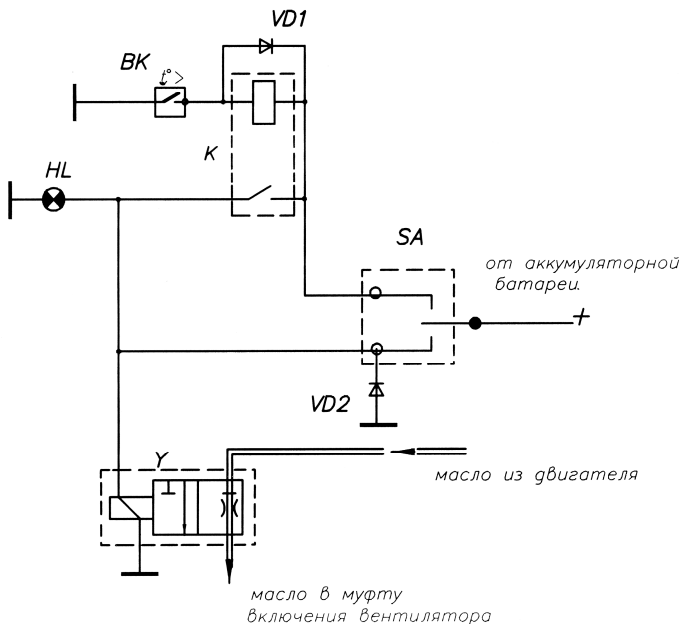 VD1
BK
t°>
K
HL
SA
от аккумуляторной
батареи.
+
VD2
Y
масло из двигателя
масло в муфту
включения вентилятора